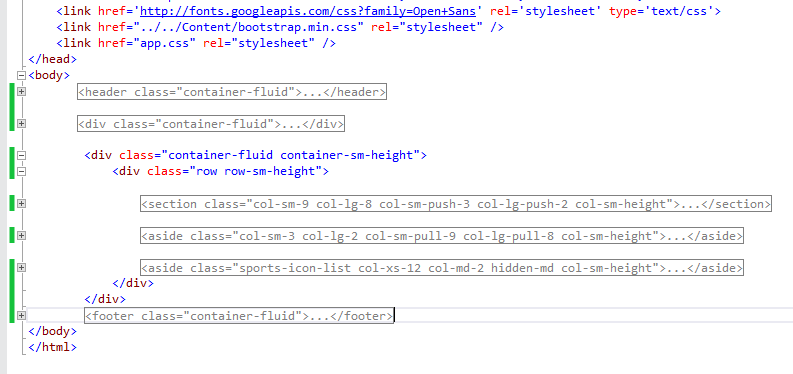 <link href='http://fonts.googleapis.com/css?family=Open+Sans' rel='stylesheet' type='text/css'>
<link href="../../Content/bootstrap.min.css" rel="stylesheet" />
<link href="app.css" rel="stylesheet" />
</head>
<body>
<header class="container-fluid">...</header>
<div class="container-fluid">...</div>
<div class="container-fluid container-sm-height">
<div class="row row-sm-height">
<section class="col-sm-9 col-lg-8 col-sm-push-3 col-lg-push-2 col-sm-height">...</section>
<aside class="col-sm-3 col-lg-2 col-sm-pull-9 col-lg-pull-8 col-sm-height">...</aside>
<aside class="sports-icon-list col-xs-12 col-md-2 hidden-md col-sm-height">...</aside>
</div>
</div>
<footer class="container-fluid">...</footer>
</body>
</html>